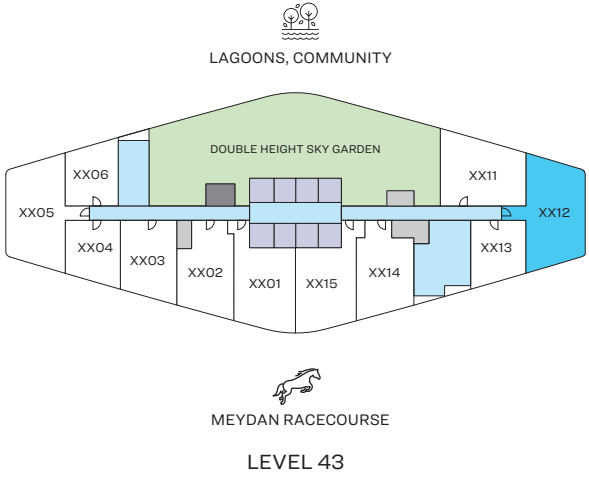 LAGOONS, COMMUNITY
DOUBLE HEIGHT SKY GARDEN
XX06
XX11
XX05
XX12
XX04
XX03
XX02
XX01
XX15
XX14
XX13
MEYDAN RACECOURSE
LEVEL 43